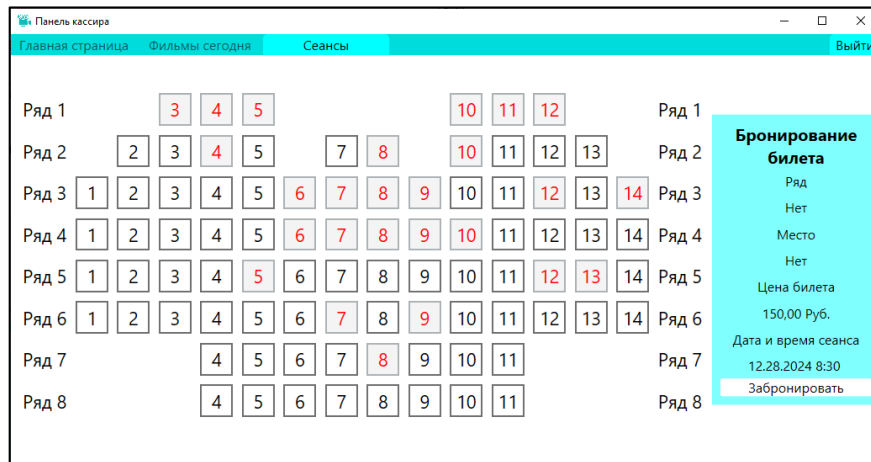 Панель кассира
Главная страница Фильмы сегодня Сеансы Выйти
Ряд 1 3 4 5 10 11 12 Ряд 1
Ряд 2 2 3 4 5 7 8 10 11 12 13 Ряд 2
Ряд 3 1 2 3 4 5 6 7 8 9 10 11 12 13 14 Ряд 3
Ряд 4 1 2 3 4 5 6 7 8 9 10 11 12 13 14 Ряд 4
Ряд 5 1 2 3 4 5 6 7 8 9 10 11 12 13 14 Ряд 5
Ряд 6 1 2 3 4 5 6 7 8 9 10 11 12 13 14 Ряд 6
Ряд 7 4 5 6 7 8 9 10 11 Ряд 7
Ряд 8 4 5 6 7 8 9 10 11 Ряд 8
Бронирование
билета
Ряд
Нет
Место
Нет
Цена билета
150,00 Руб.
Дата и время сеанса
12.28.2024 8:30
Забронировать